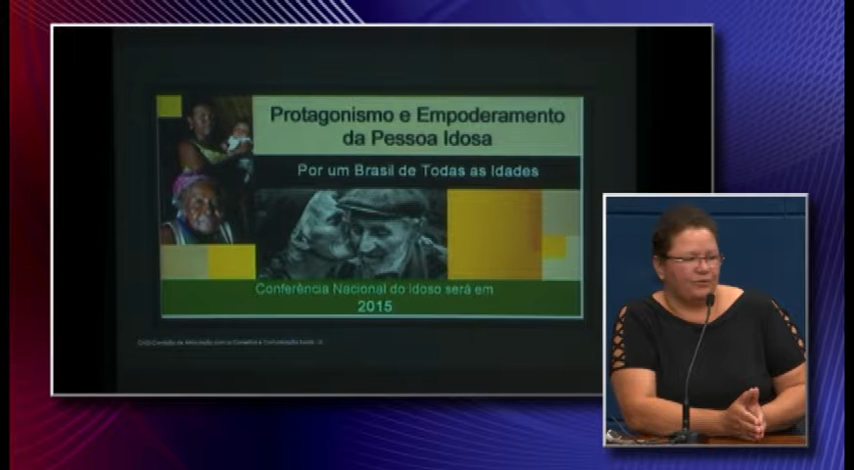 Protagonismo e Empoderamento
da Pessoa Idosa
Por um Brasil de Todas as Idades
Conferência Nacional do Idoso será em
2015